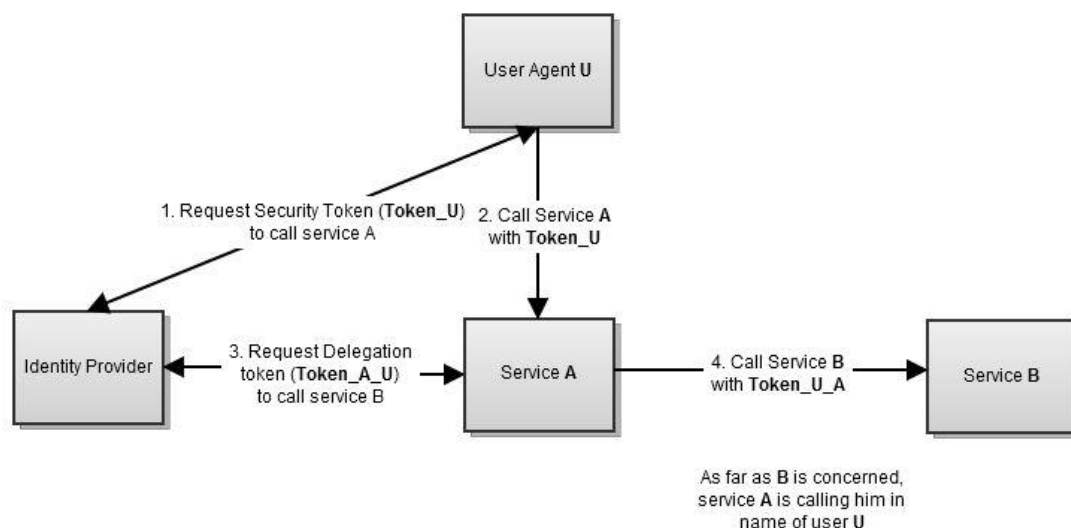 User Agent U
1. Request Security Token (Token_U)
to call service A
2. Call Service A
with Token_U
Identity Provider
3. Request Delegation
token (Token_A_U)
to call service B
Service A
4. Call Service B
with Token_U_A
Service B
As far as B is concerned,
service A is calling him in
name of user U